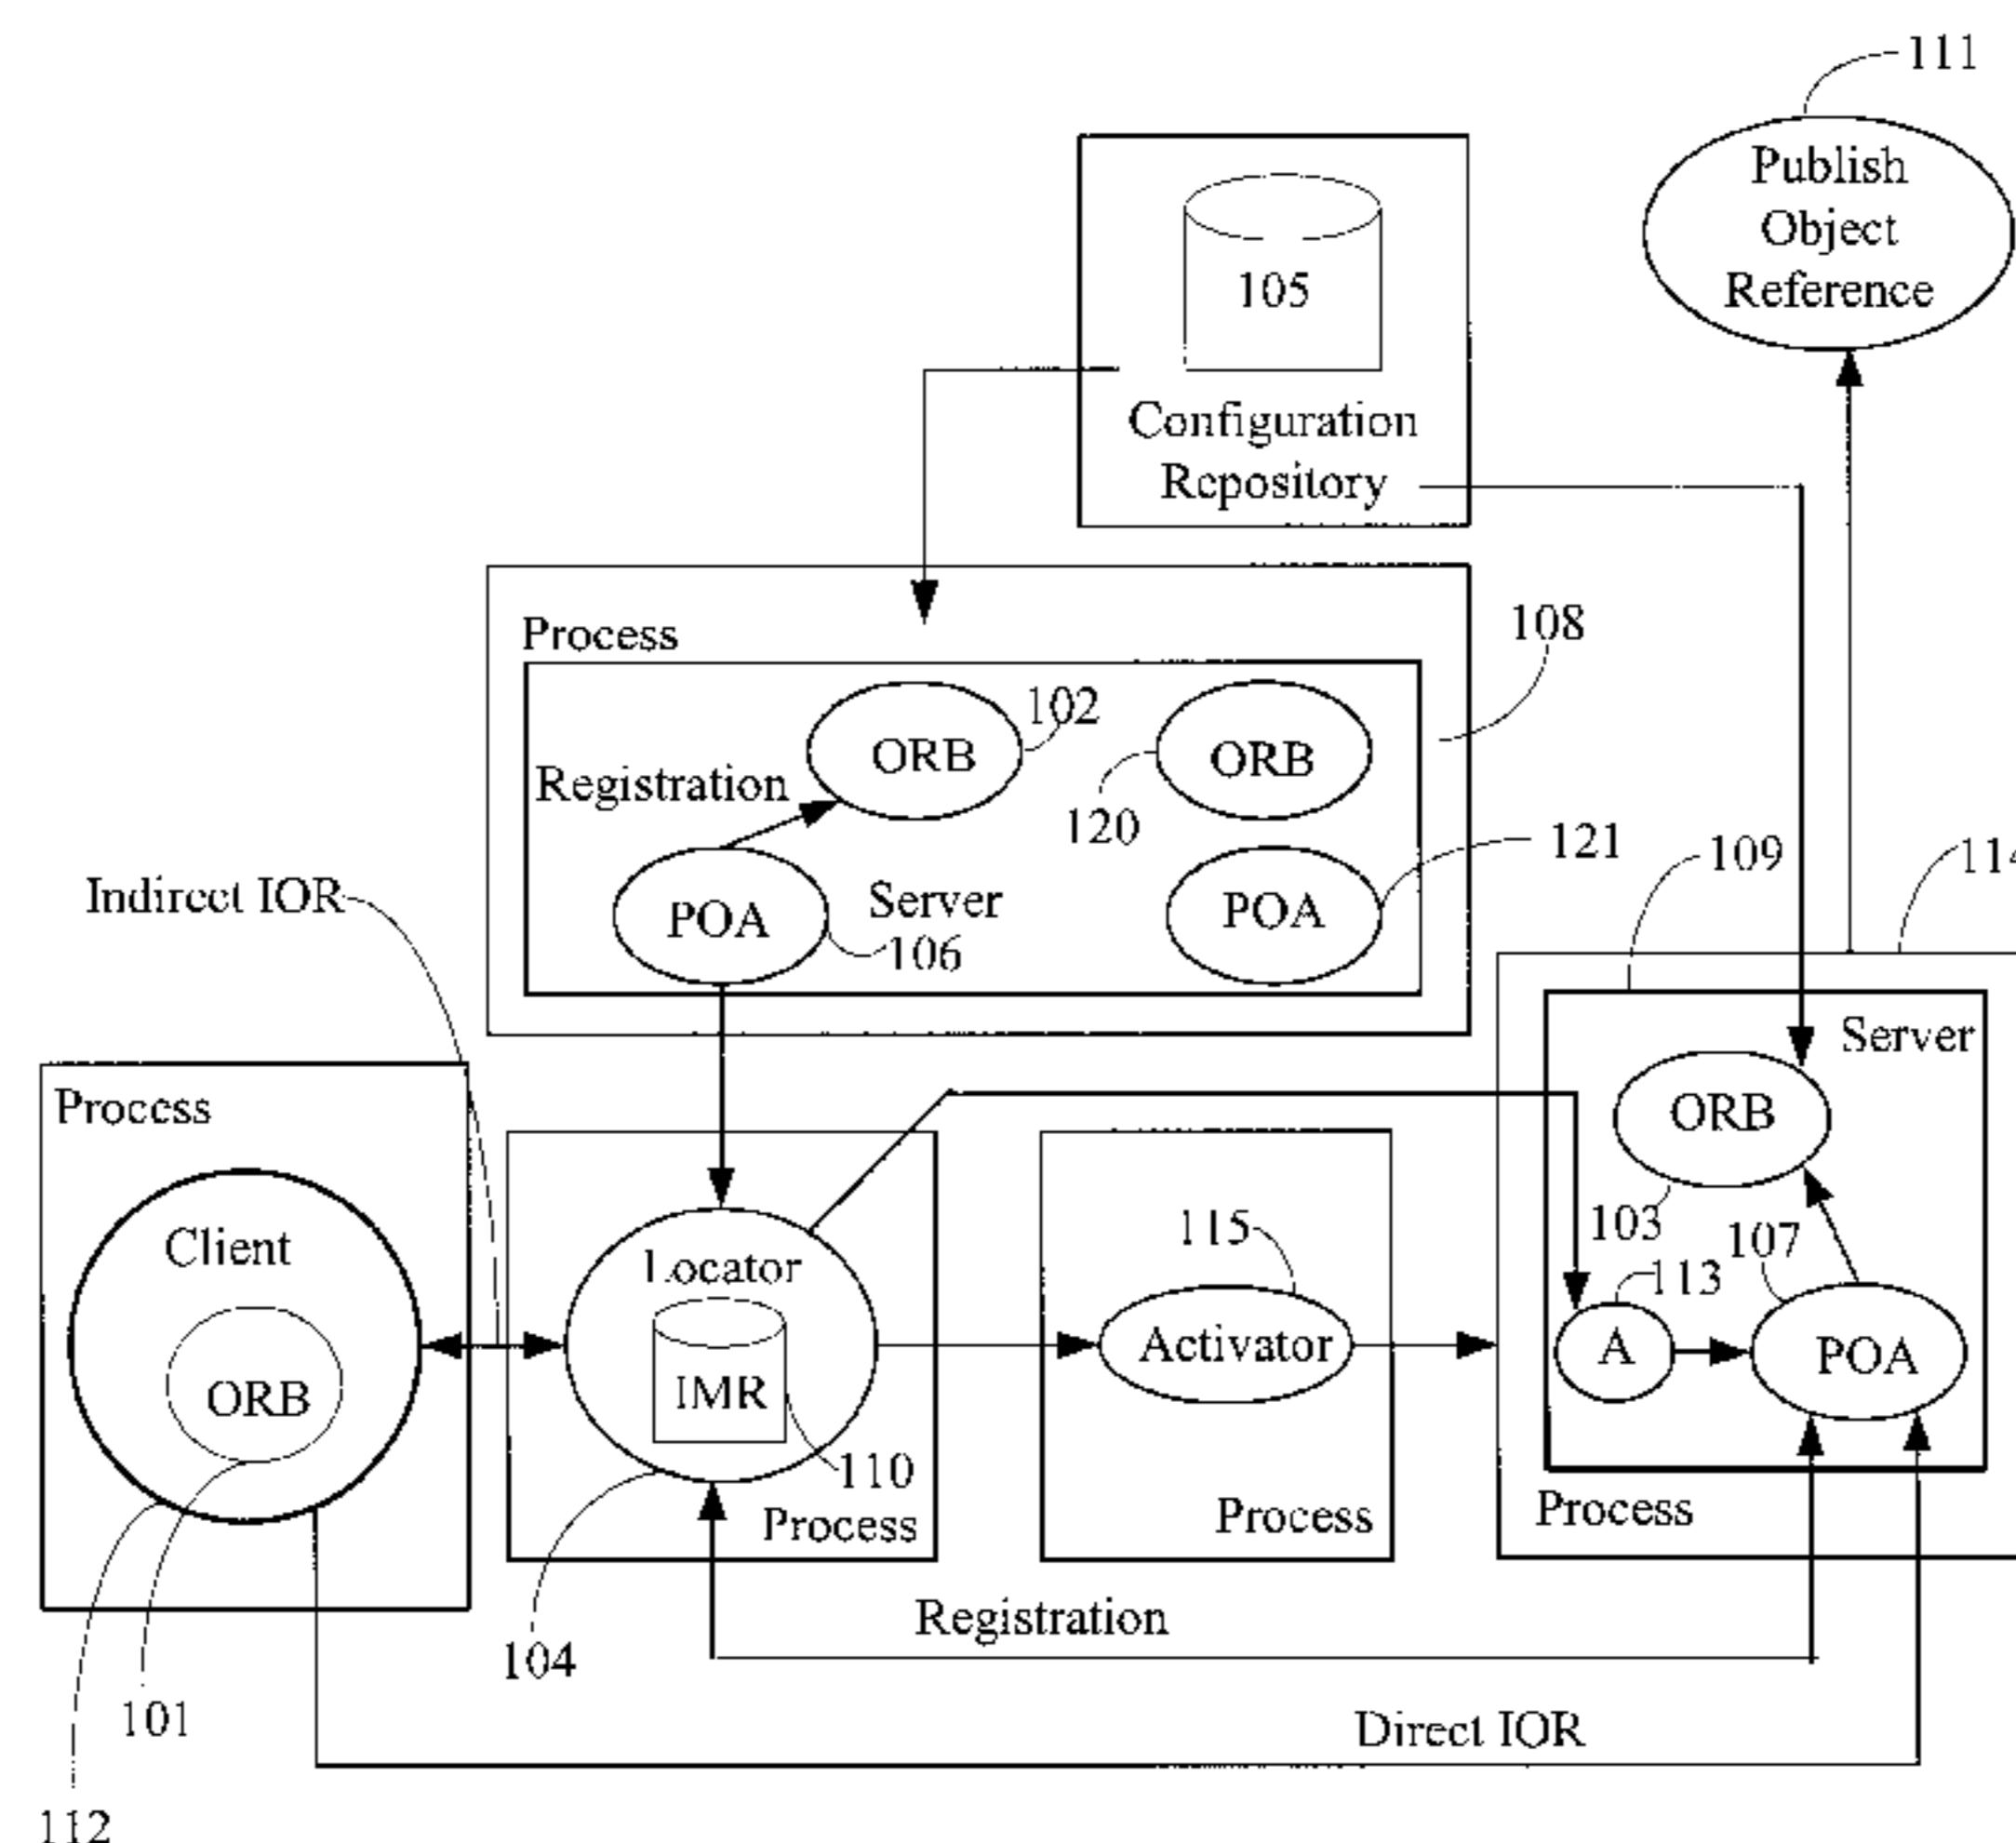 111
Publish
Object
Reference
105
Configuration
Repository
Process
108
102
ORB
ORB
Registration
120
121
109
114
Indirect IOR
POA
Server
106
POA
Server
Process
ORB
103
107
115
113
Client
Locator
Activator
A
POA
ORB
IMR
110
Process
Process
Process
Registration
104
101
Direct IOR
112